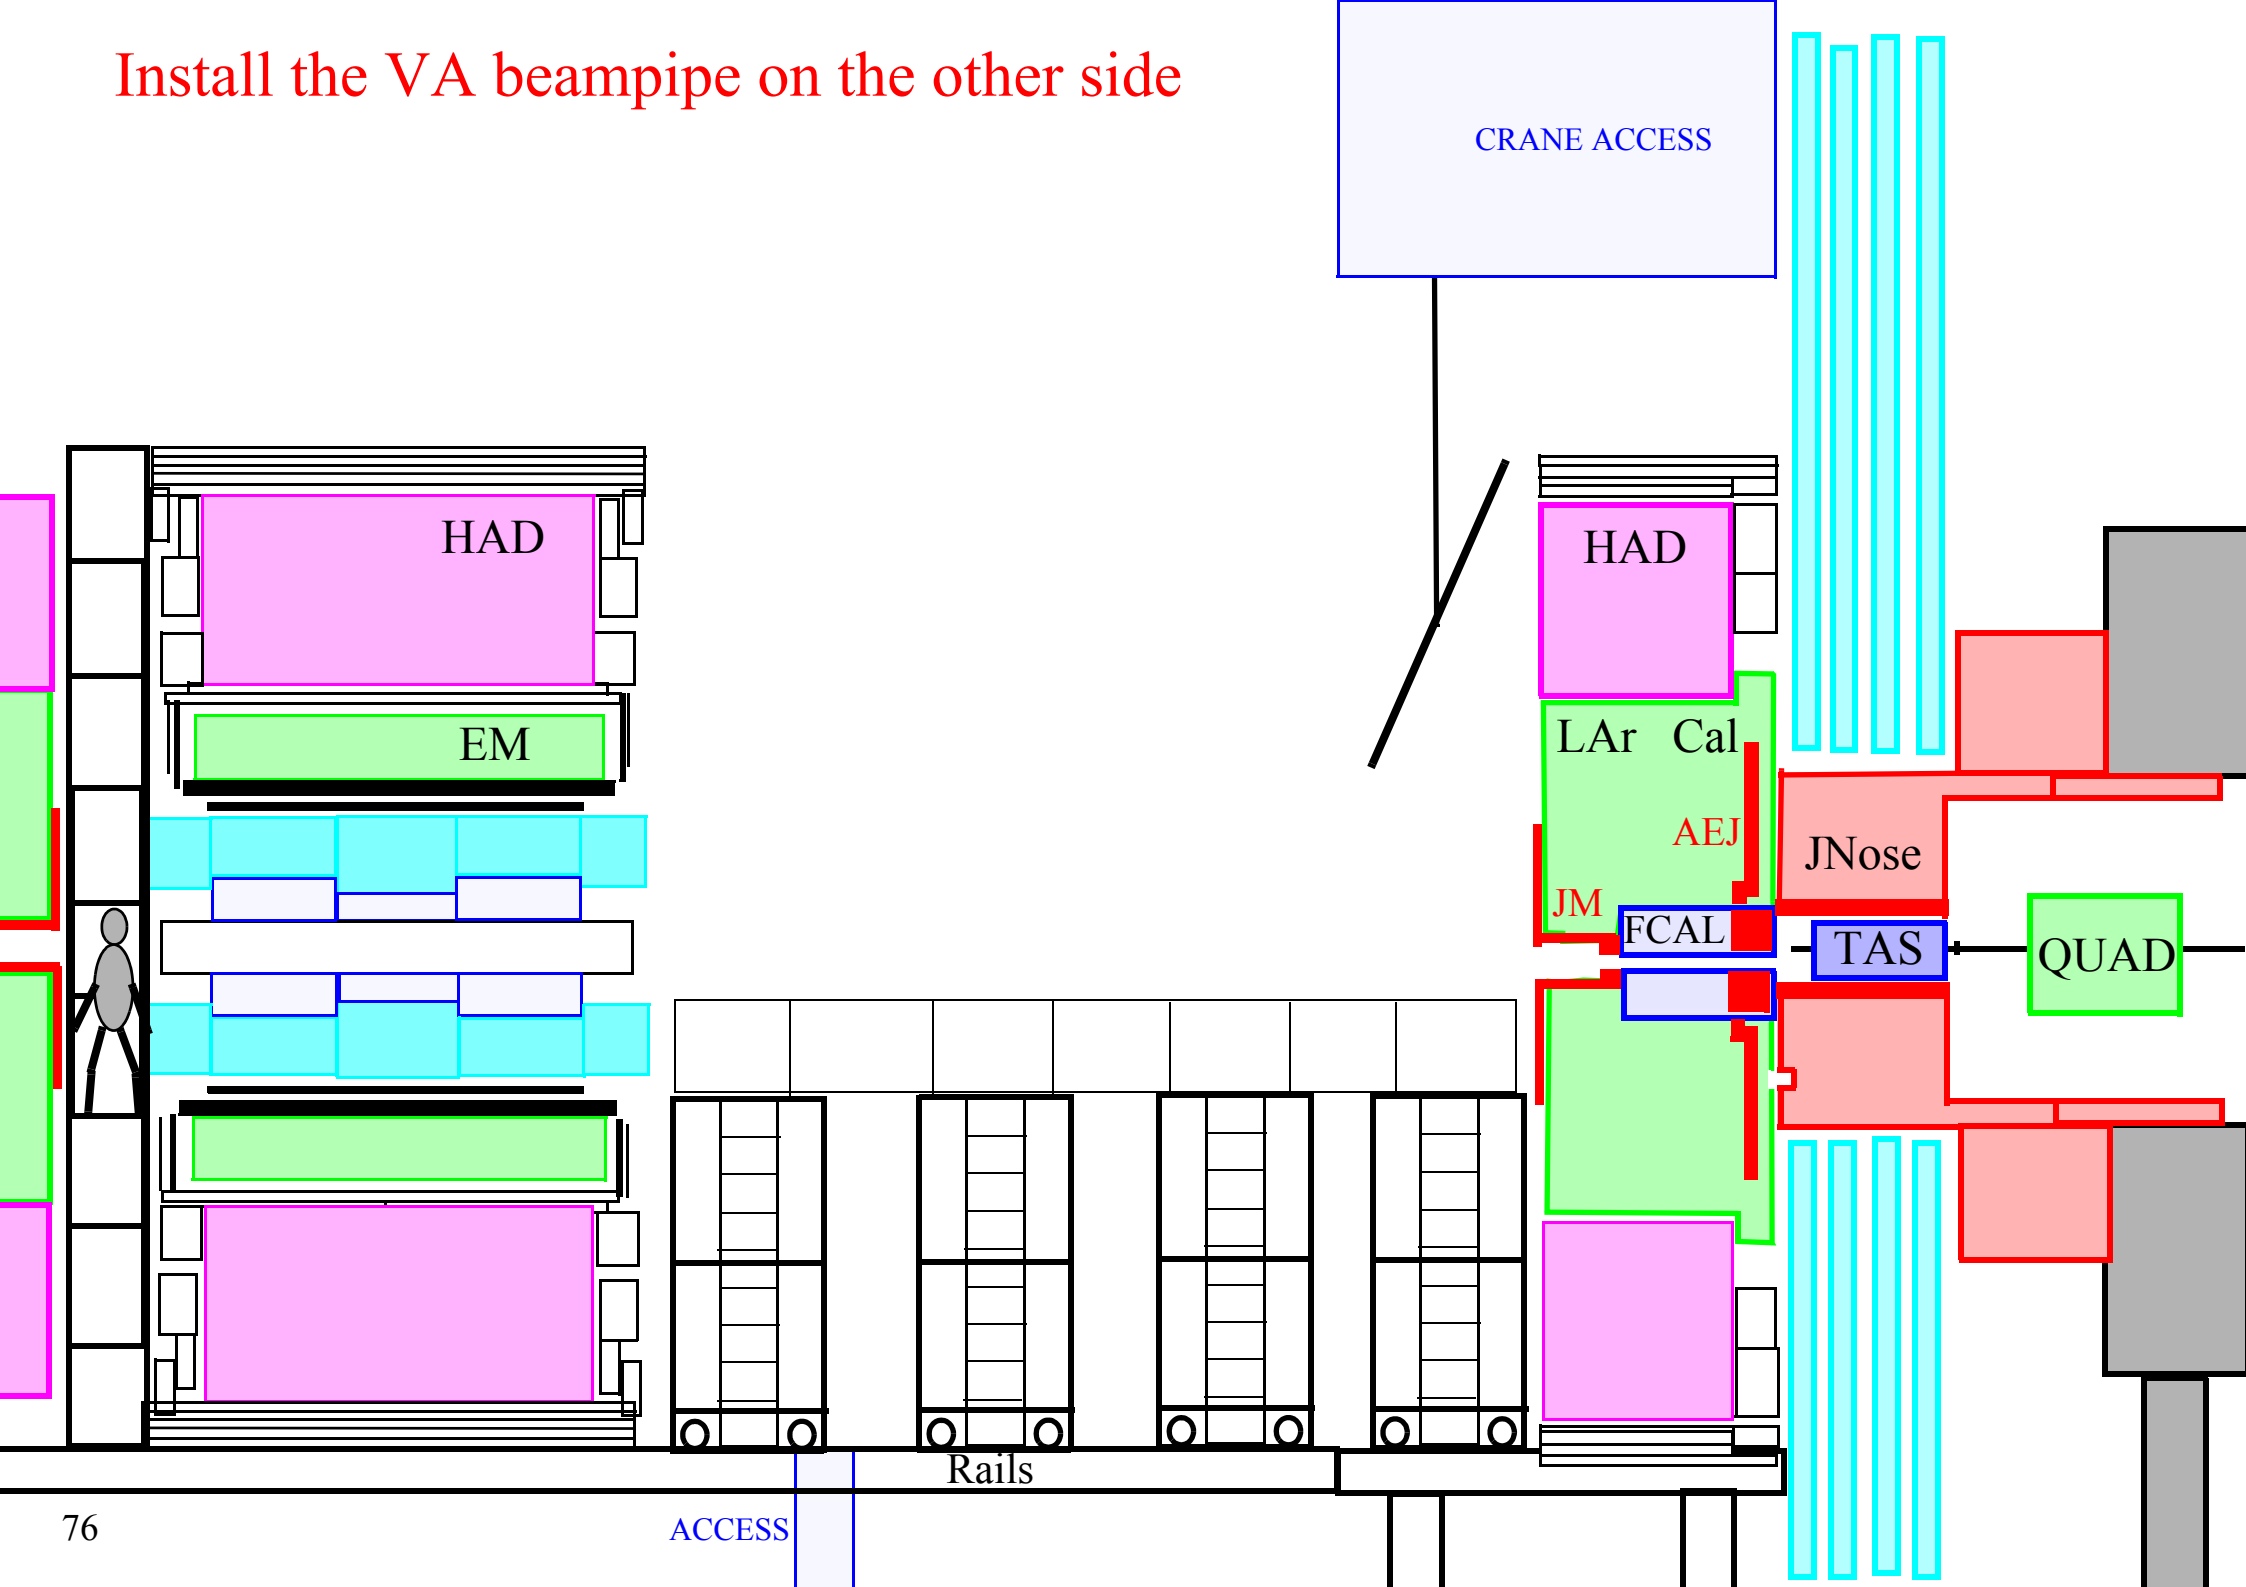 Install the VA beampipe on the other side
CRANE ACCESS
HAD
HAD
EM
LAr Cal
AEJ
JNose
JM
FCAL
TAS
QUAD
Rails
76
ACCESS